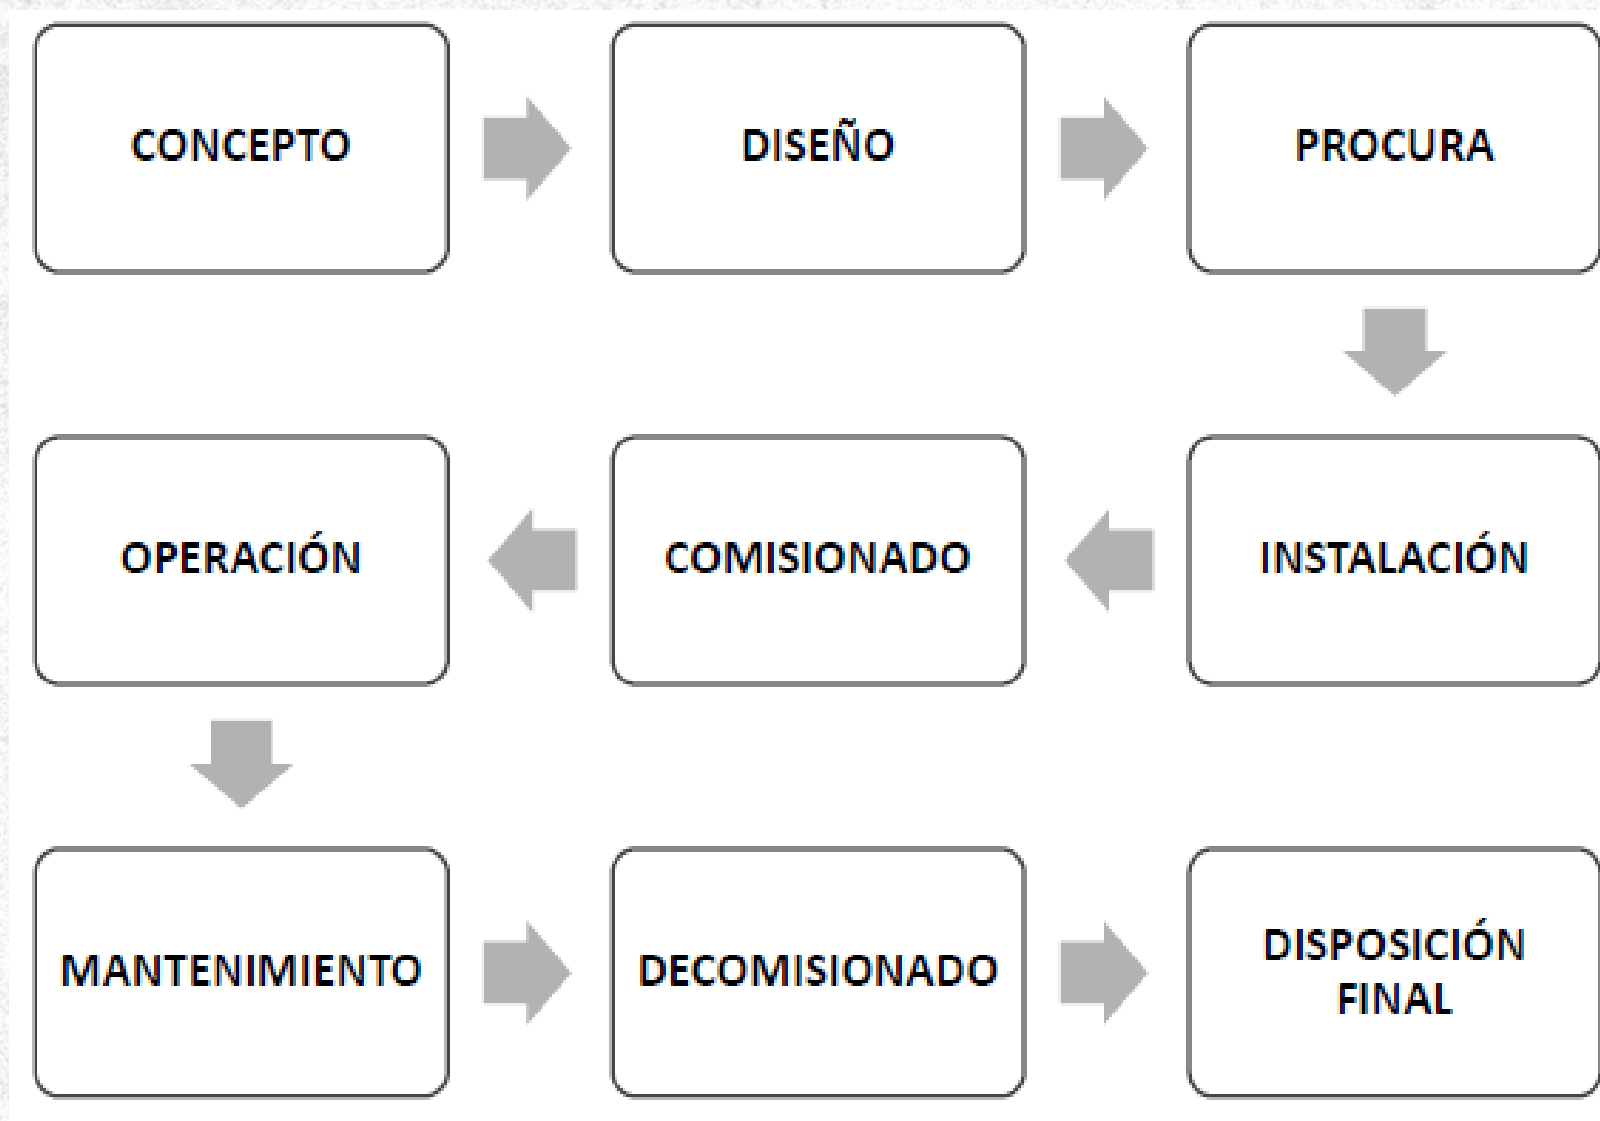 CONCEPTO
DISEÑO
PROCURA
INSTALACIÓN
COMISIONADO
OPERACIÓN
MANTENIMIENTO
DECOMISIONADO
DISPOSICIÓN
FINAL